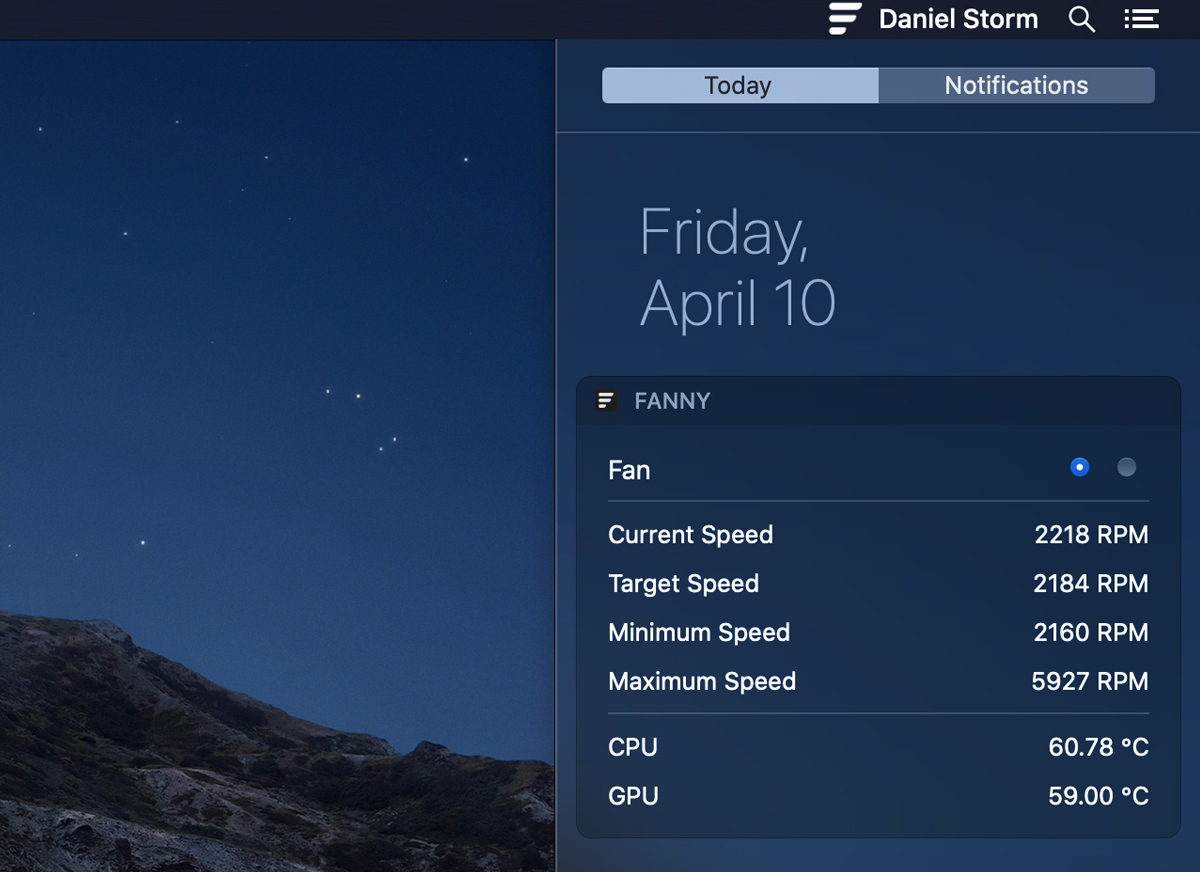 Daniel Storm
Today Notifications
Friday,
April 10
FANNY
Fan
Current Speed 2218 RPM
Target Speed 2184 RPM
Minimum Speed 2160 RPM
Maximum Speed 5927 RPM
CPU 60.78 °C
GPU 59.00 °C